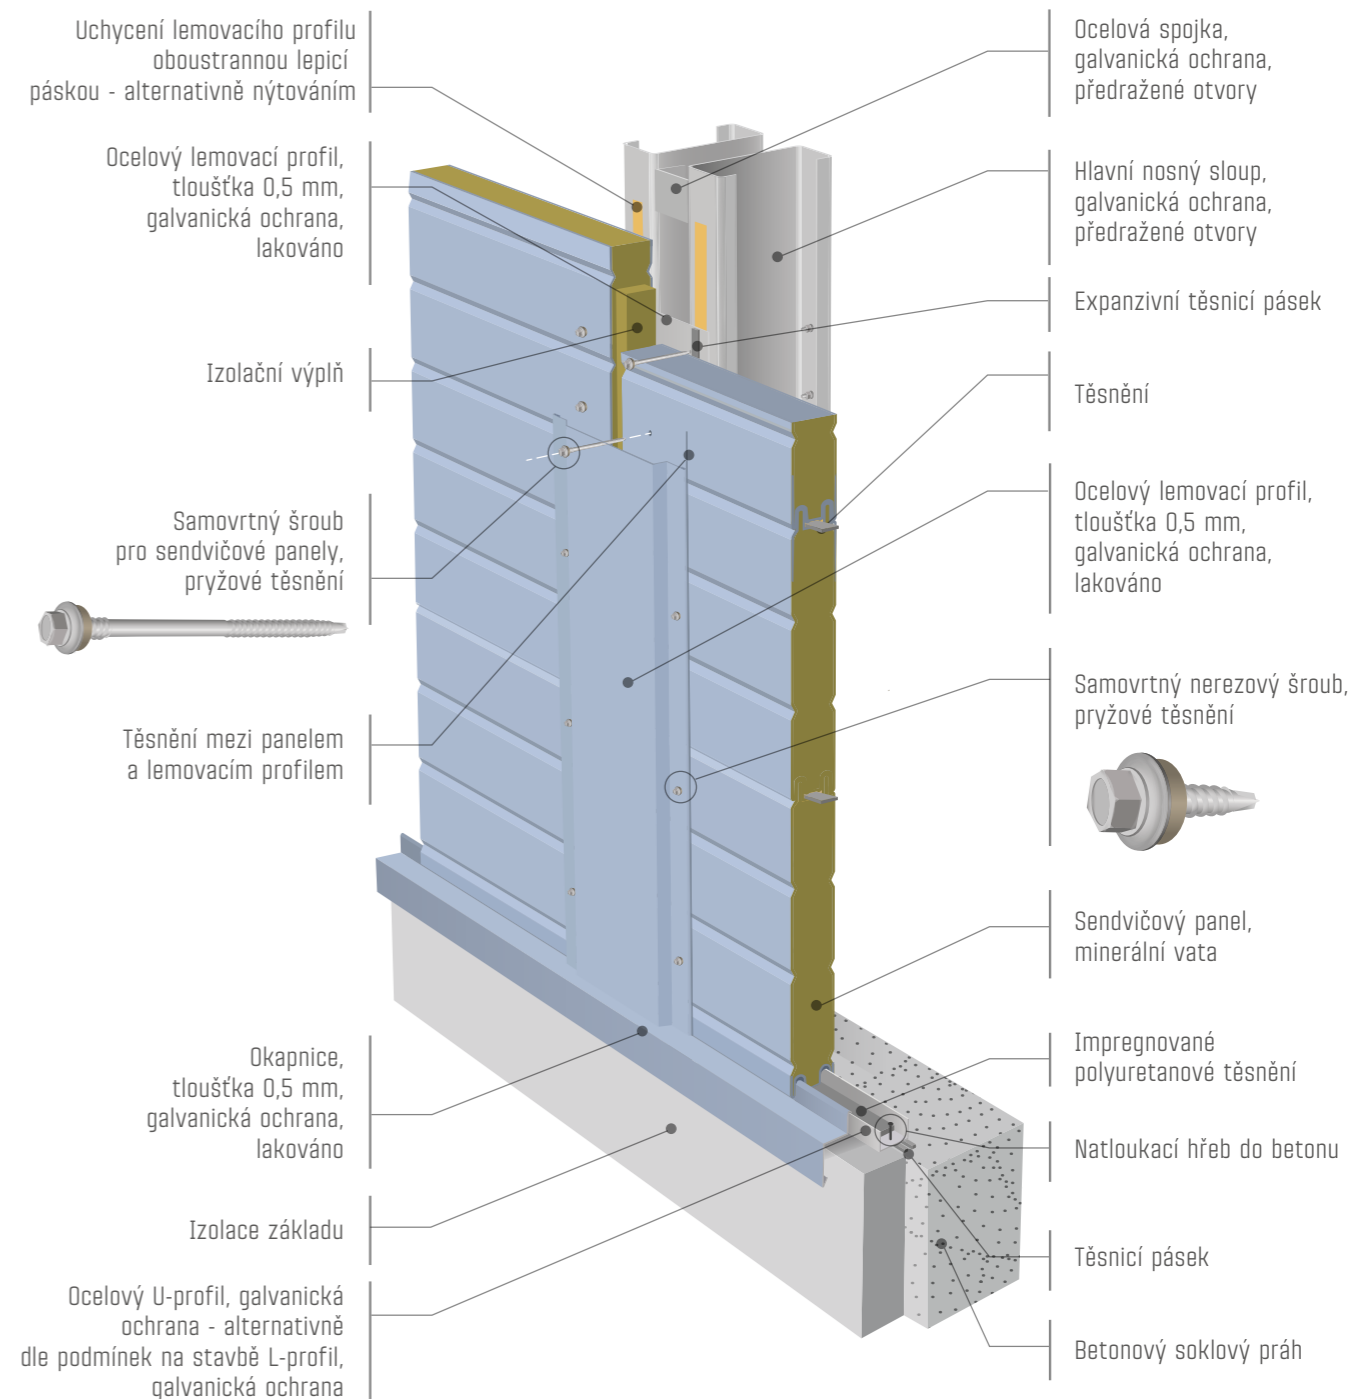 Uchycení lemovacího profilu
oboustrannou lepicí
páskou - alternativně nýtováním
Ocelový lemovací profil,
tloušťka 0,5 mm,
galvanická ochrana,
lakováno
Izolační výplň
Samovrtný šroub
pro sendvičové panely,
pryžové těsnění
Těsnění mezi panelem
a lemovacím profilem
Okapnice,
tloušťka 0,5 mm,
galvanická ochrana,
lakováno
Izolace základu
Ocelový U-profil, galvanická
ochrana - alternativně
dle podmínek na stavbě L-profil,
galvanická ochrana
Ocelová spojka,
galvanická ochrana,
předražené otvory
Hlavní nosný sloup,
galvanická ochrana,
předražené otvory
Expanzivní těsnicí pásek
Těsnění
Ocelový lemovací profil,
tloušťka 0,5 mm,
galvanická ochrana,
lakováno
Samovrtný nerezový šroub,
pryžové těsnění
Sendvičový panel,
minerální vata
Impregnované
polyuretanové těsnění
Natloukací hřeb do betonu
Těsnicí pásek
Betonový soklový práh